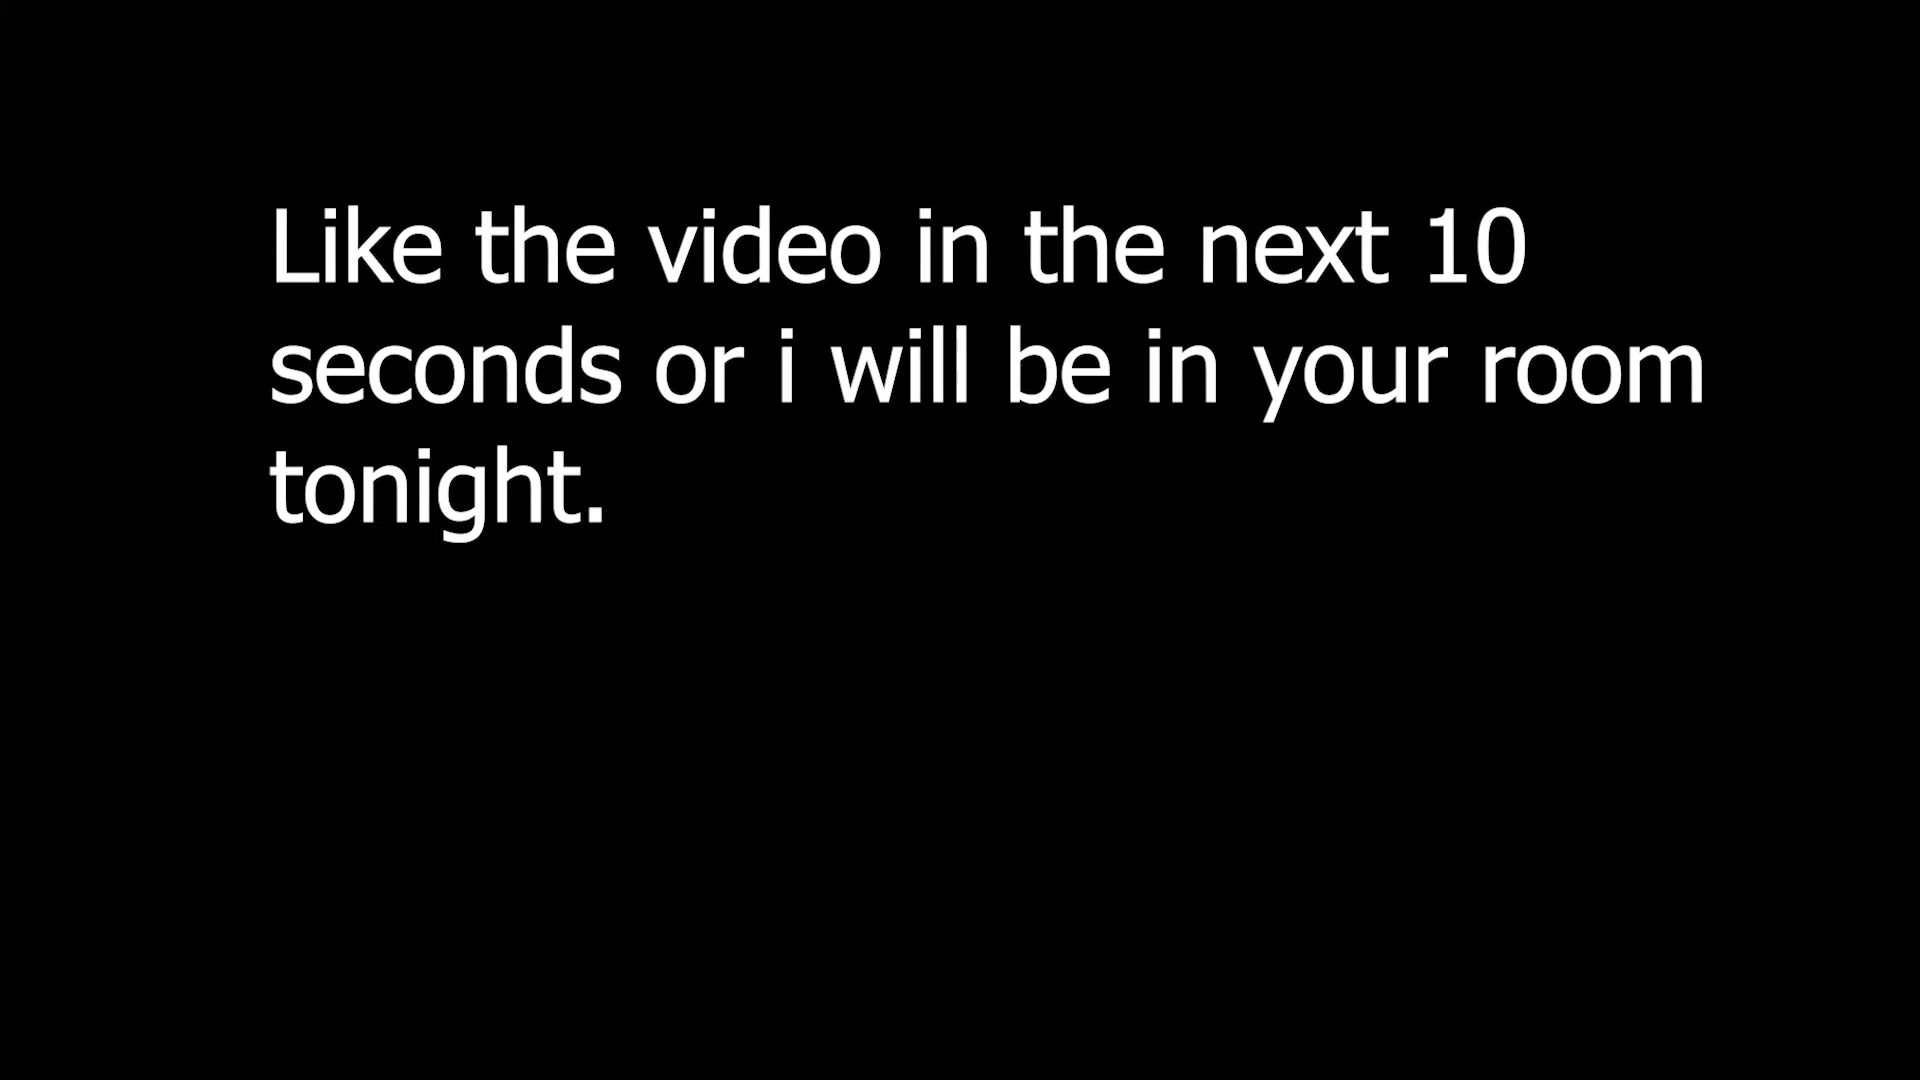 Like the video in the next 10
seconds or i will be in your room
tonight.